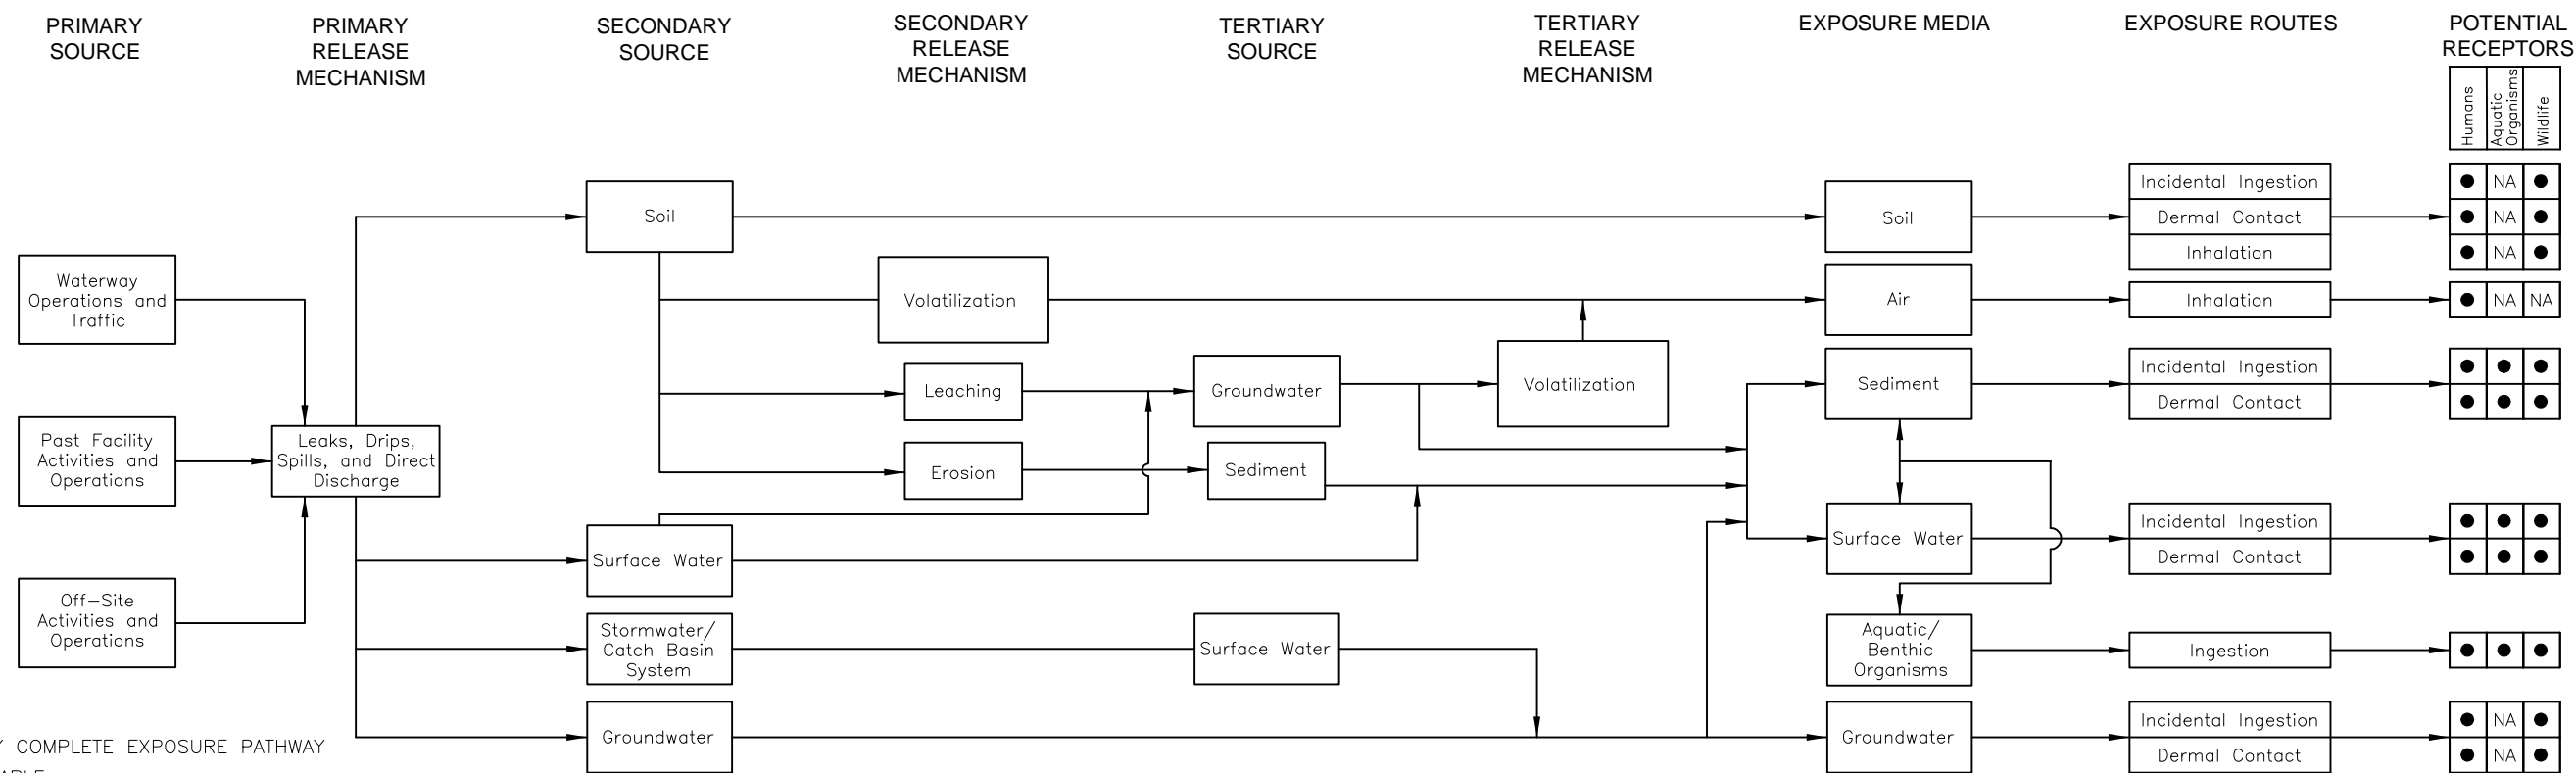 PRIMARY
SOURCE
PRIMARY
RELEASE
MECHANISM
SECONDARY
SOURCE
SECONDARY
RELEASE
MECHANISM
TERTIARY
SOURCE
TERTIARY
RELEASE
MECHANISM
EXPOSURE MEDIA
EXPOSURE ROUTES
POTENTIAL
RECEPTORS
Humans
Aquatic
Organisms
Wildlife
Waterway
Operations and
Traffic
Past Facility
Activities and
Operations
Off-Site
Activities and
Operations
Leaks, Drips,
Spills, and Direct
Discharge
Soil
Surface Water
Stormwater/
Catch Basin
System
Groundwater
Volatilization
Leaching
Erosion
Groundwater
Sediment
Surface Water
Volatilization
Soil
Air
Sediment
Surface Water
Aquatic/
Benthic
Organisms
Groundwater
Incidental Ingestion
● NA ●
Dermal Contact
● NA ●
Inhalation
● NA ●
Inhalation
● NA NA
Incidental Ingestion
● ● ●
Dermal Contact
● ● ●
Incidental Ingestion
● ● ●
Dermal Contact
● ● ●
Ingestion
● ● ●
Incidental Ingestion
● NA ●
Dermal Contact
● NA ●
COMPLETE EXPOSURE PATHWAY